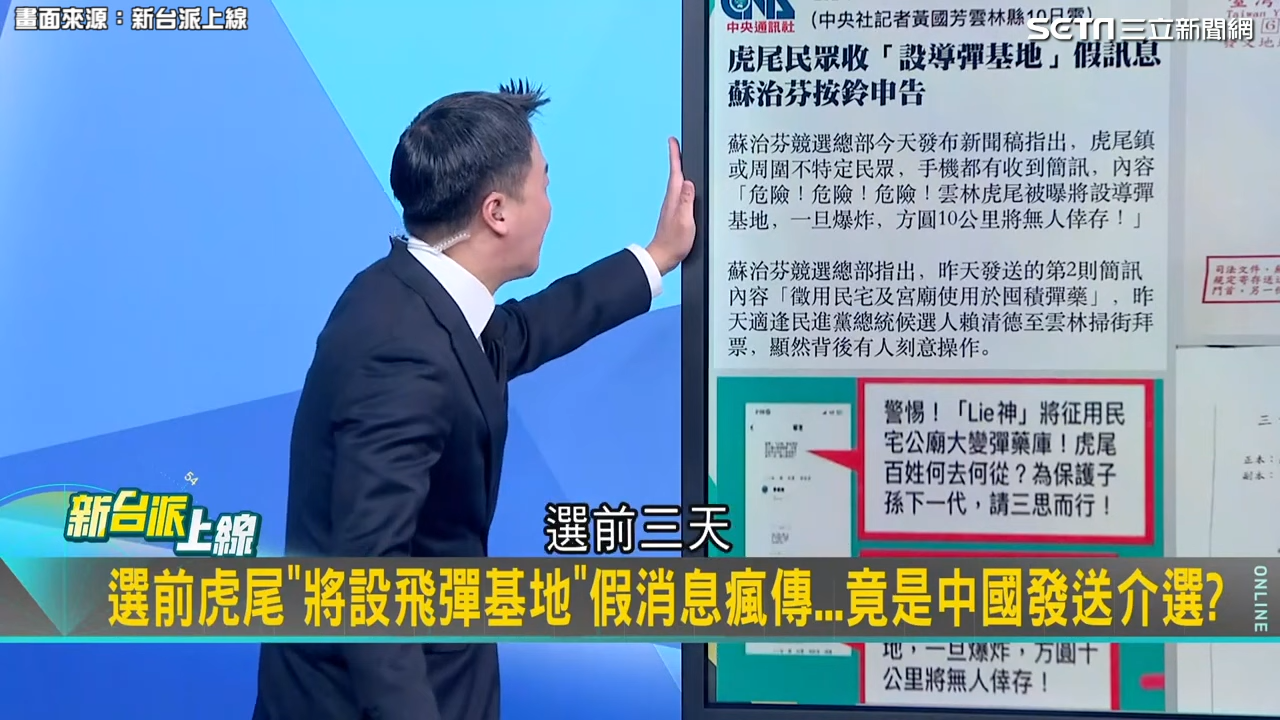 畫面來源：新台派上線
SETN三立新聞網
CNA
中央通訊社
(中央社記者黃國芳雲林縣10日電)
虎尾民眾收「設導彈基地」假訊息
蘇治芬按鈴申告
蘇治芬競選總部今天發布新聞稿指出，虎尾鎮
或周圍不特定民眾，手機都有收到簡訊，內容
「危險！危險！危險！雲林虎尾被曝將設導彈
基地，一旦爆炸，方圓10公里將無人倖存！」
蘇治芬競選總部指出，昨天發送的第2則簡訊
內容「徵用民宅及宮廟使用於囤積彈藥」，昨
天適逢民進黨總統候選人賴清德至雲林掃街拜
票，顯然背後有人刻意操作。
警惕！「Lie神」將征用民
宅公廟大變彈藥庫！虎尾
百姓何去何從？為保護子
孫下一代，請三思而行！
地，一旦爆炸，方圓十
公里將無人倖存！
正本：
副本：
新台派
上線
選前三天
選前虎尾"將設飛彈基地"假消息瘋傳...竟是中國發送介選?
ONLINE